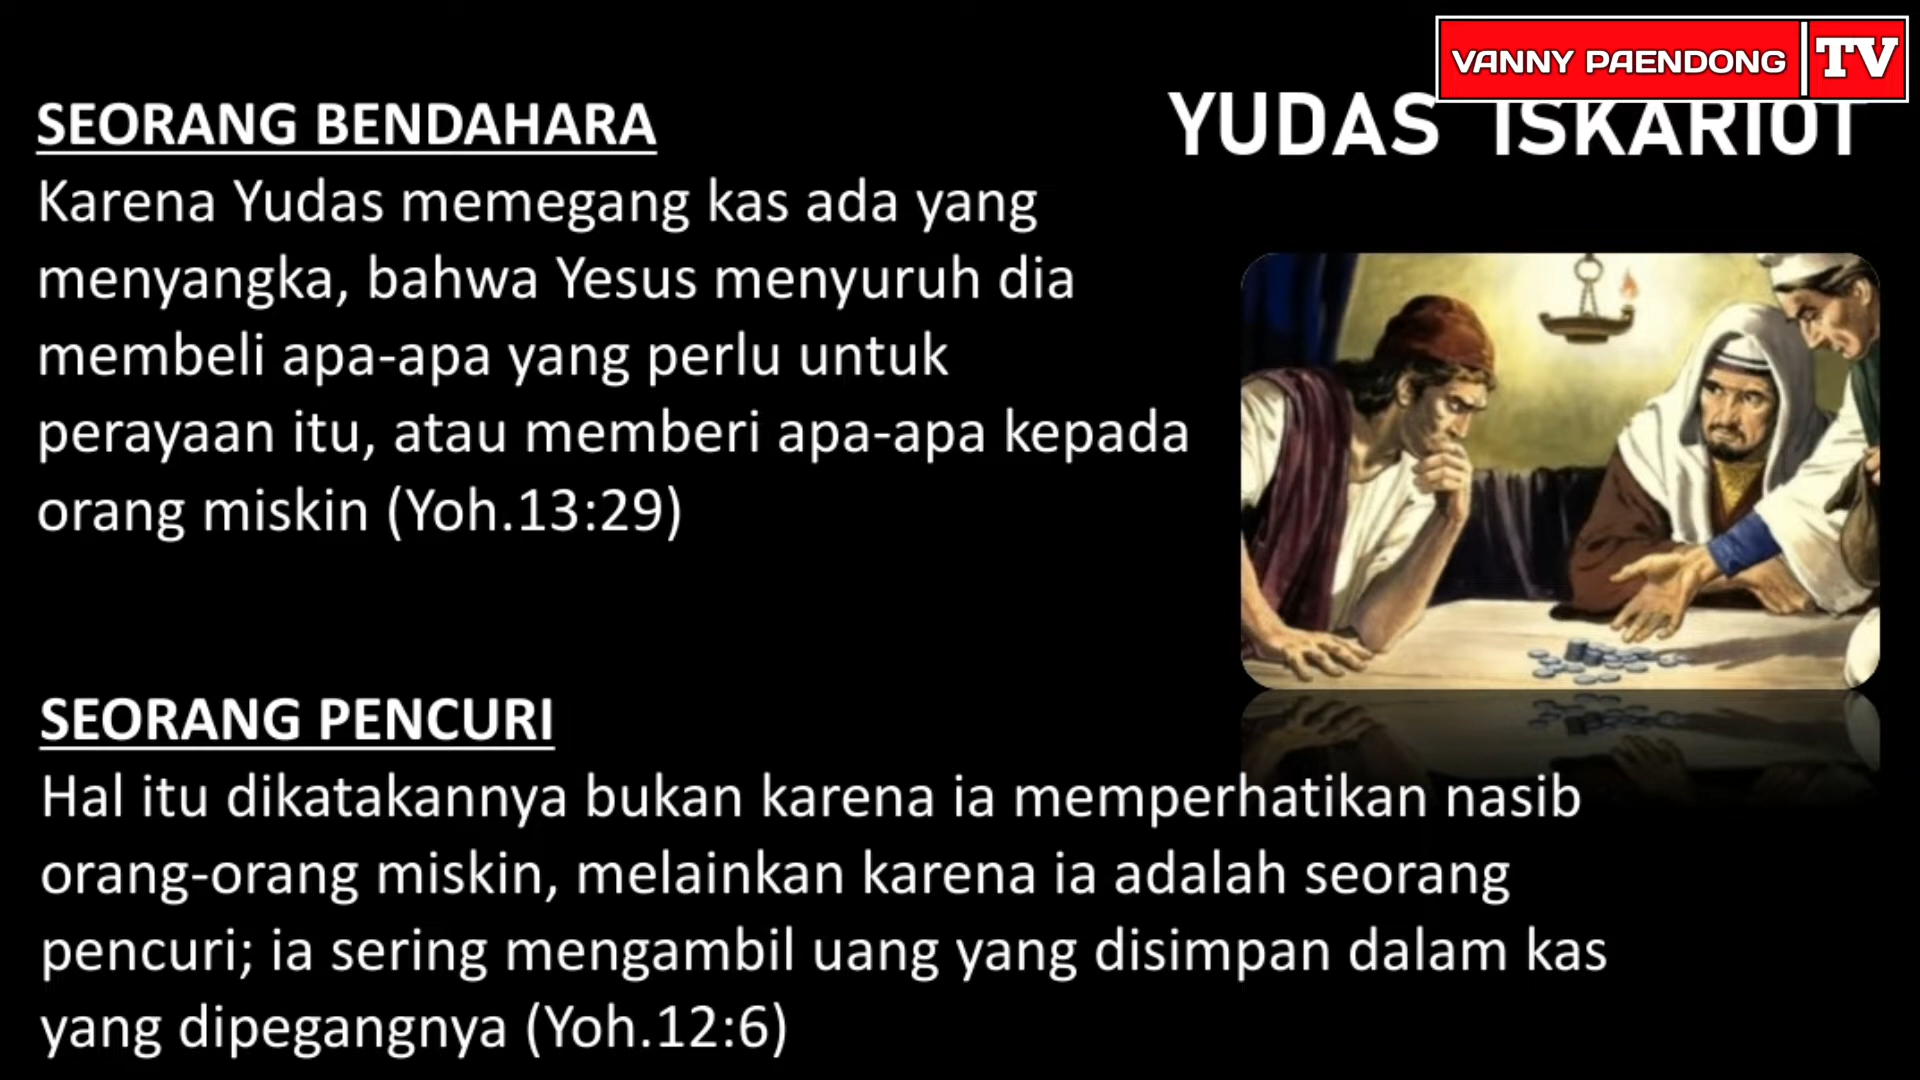 VANNY PAENDONG TV
YUDAS ISKARIOT
SEORANG BENDAHARA
Karena Yudas memegang kas ada yang
menyangka, bahwa Yesus menyuruh dia
membeli apa-apa yang perlu untuk
perayaan itu, atau memberi apa-apa kepada
orang miskin (Yoh.13:29)
SEORANG PENCURI
Hal itu dikatakannya bukan karena ia memperhatikan nasib
orang-orang miskin, melainkan karena ia adalah seorang
pencuri; ia sering mengambil uang yang disimpan dalam kas
yang dipegangnya (Yoh.12:6)